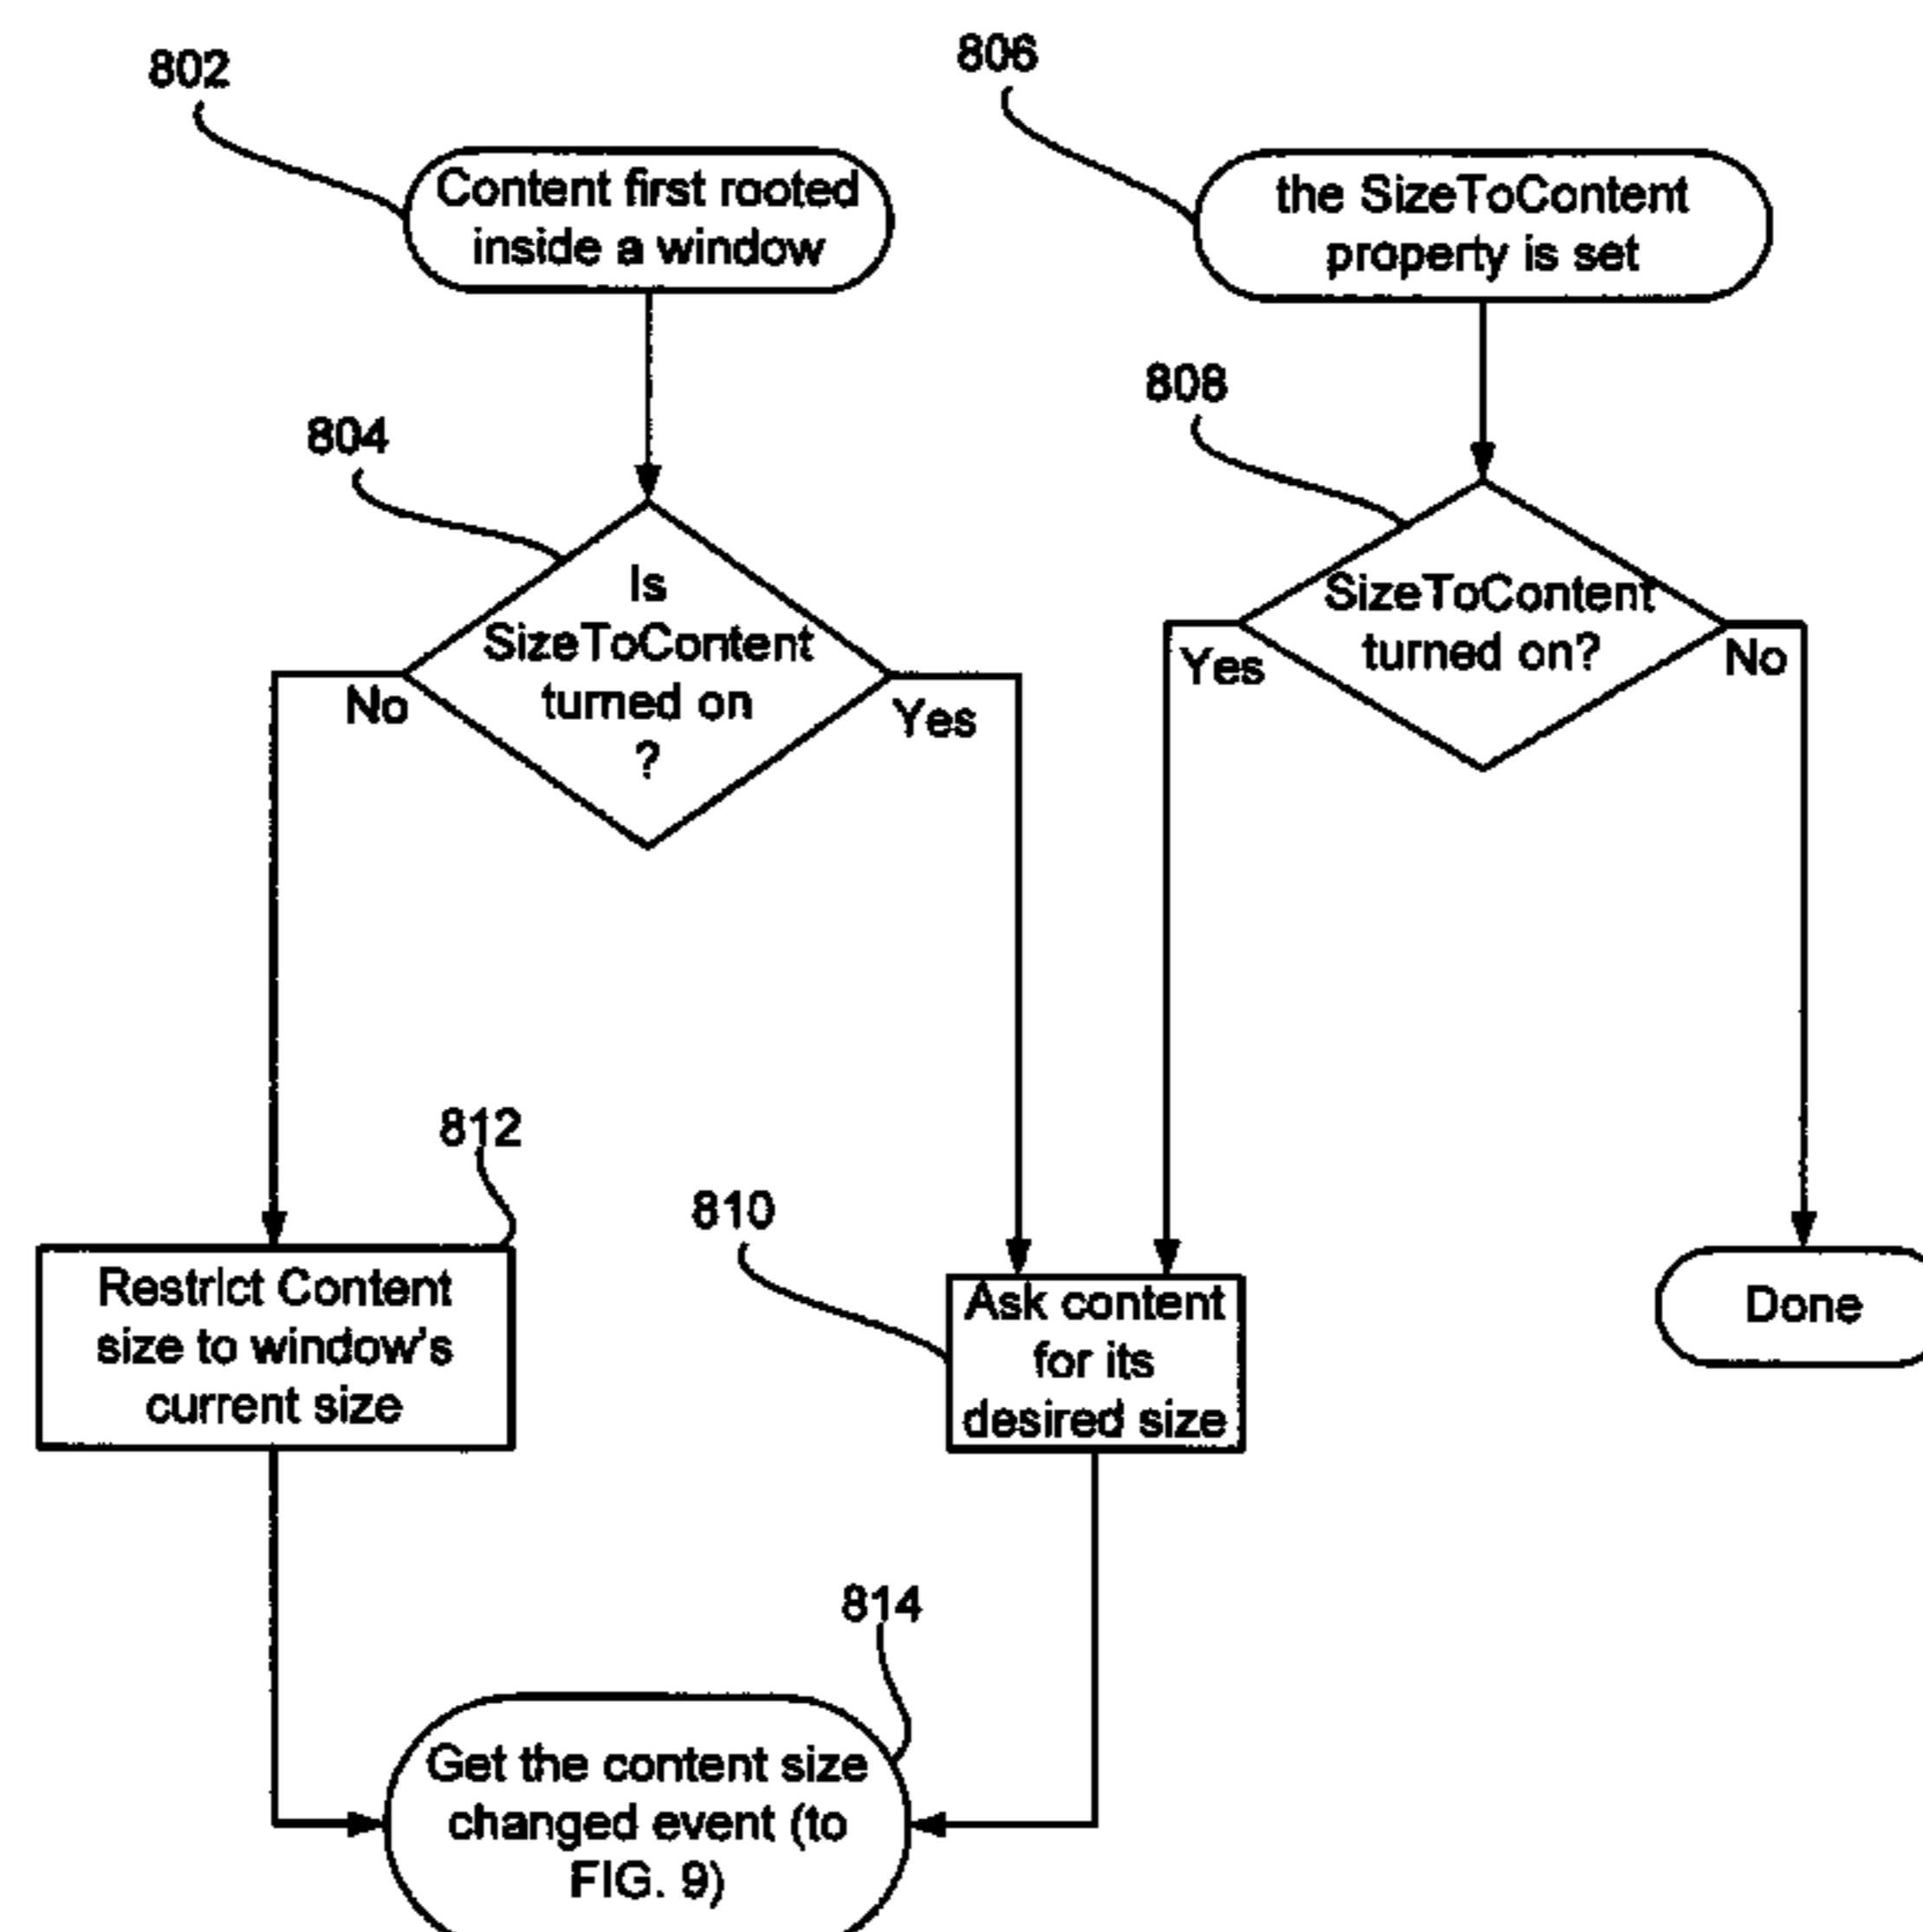 802
806
Content first rooted
inside a window
the SizeToContent
property is set
804
808
Is
SizeToContent
turned on
?
No
Yes
SizeToContent
turned on?
Yes
No
812
810
Restrict Content
size to window's
current size
Ask content
for its
desired size
Done
814
Get the content size
changed event (to
FIG. 9)